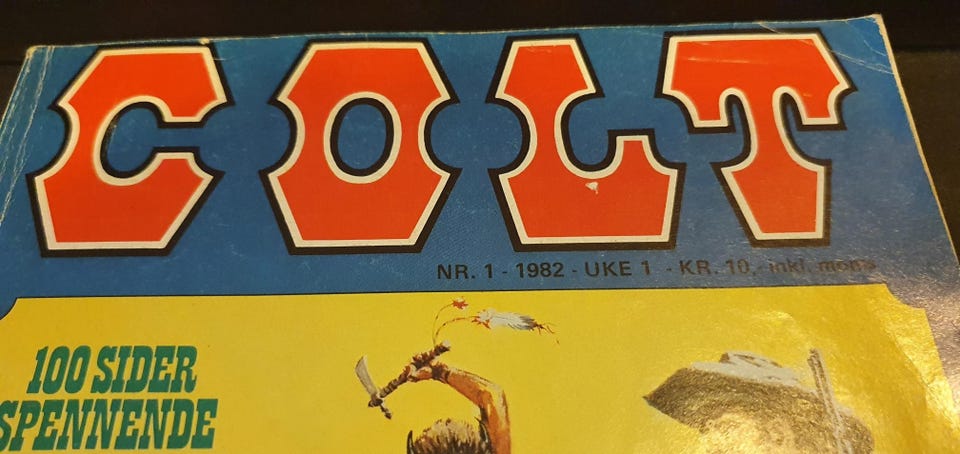 COLT
NR. 1 - 1982 - UKE 1 - KR. 10,- inkl. moms
100 SIDER
SPENNENDE